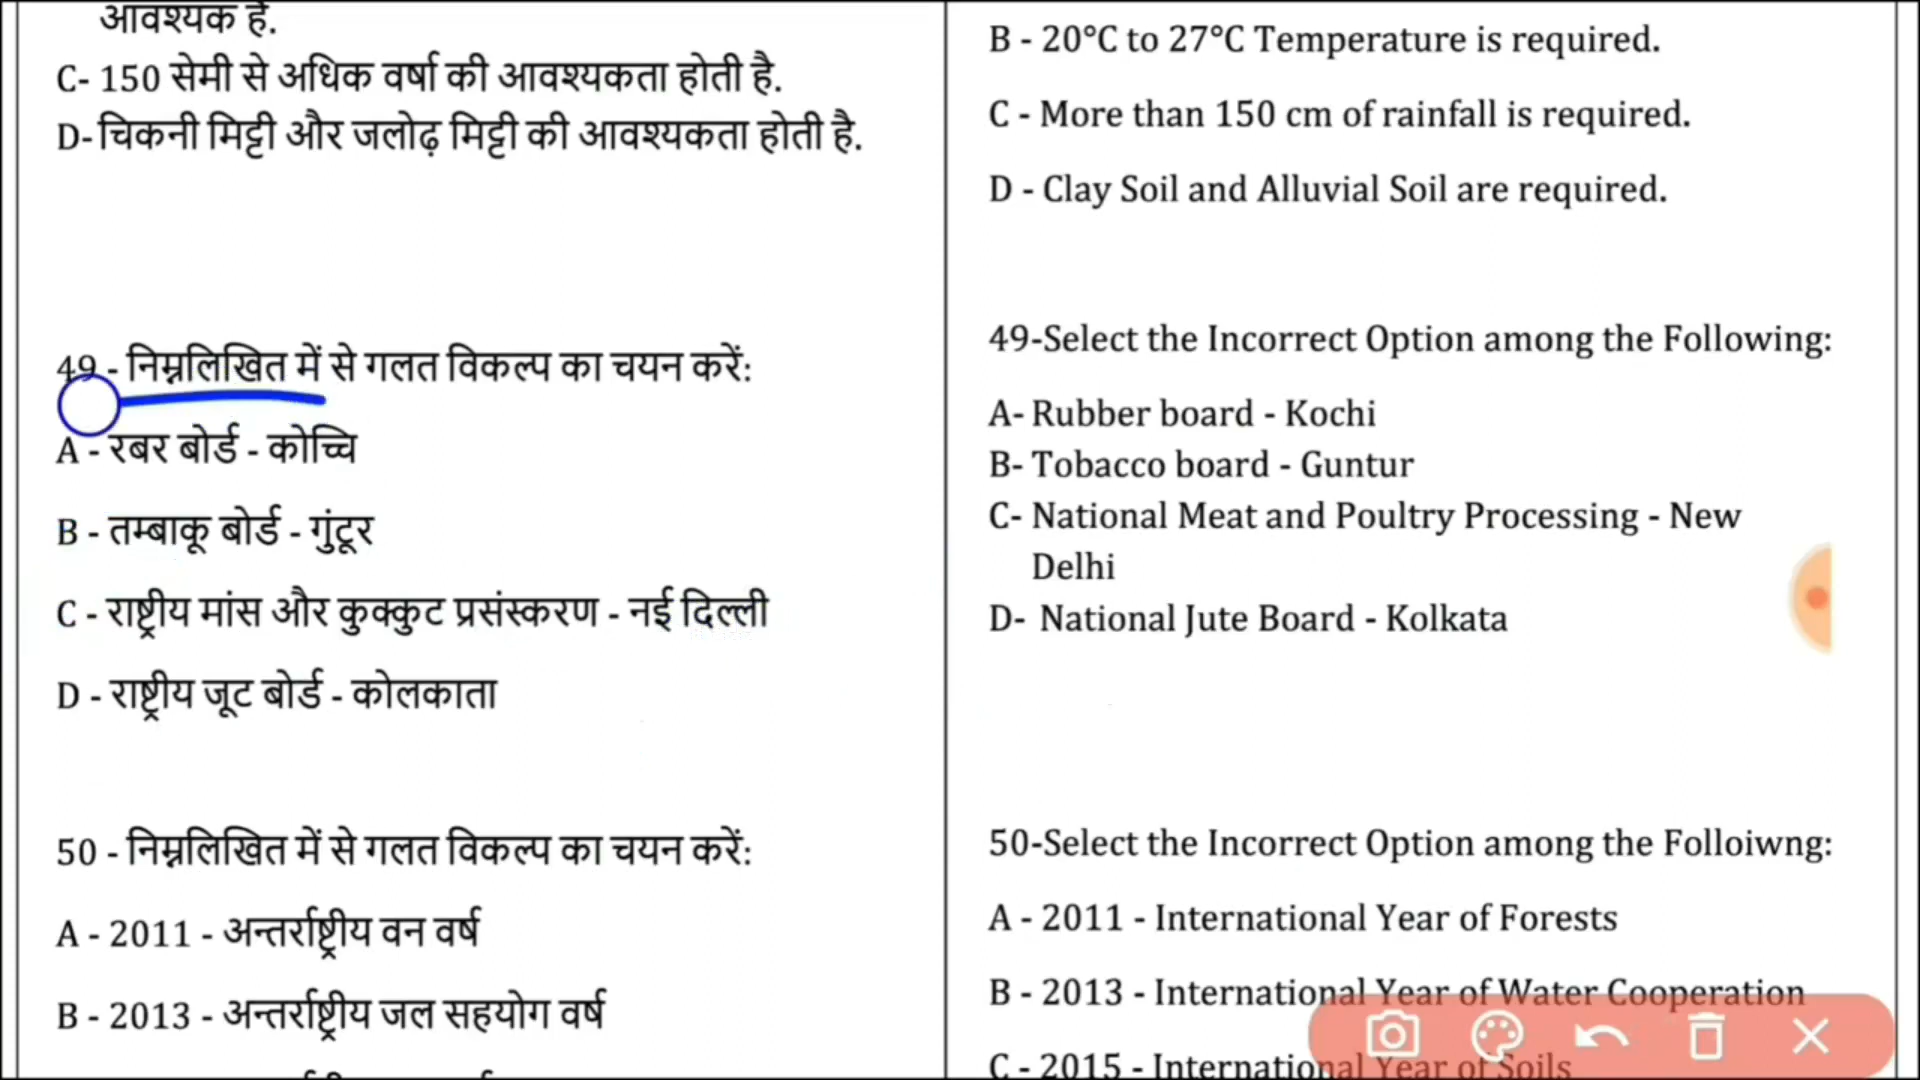 आवश्यक है.
C- 150 सेमी से अधिक वर्षा की आवश्यकता होती है.
D-चिकनी मिट्टी और जलोढ़ मिट्टी की आवश्यकता होती है.
49 - निम्नलिखित में से गलत विकल्प का चयन करें:
A - रबर बोर्ड - कोच्चि
B - तम्बाकू बोर्ड - गुंटूर
C - राष्ट्रीय मांस और कुक्कुट प्रसंस्करण - नई दिल्ली
D - राष्ट्रीय जूट बोर्ड - कोलकाता
50 - निम्नलिखित में से गलत विकल्प का चयन करें:
A - 2011 - अन्तर्राष्ट्रीय वन वर्ष
B - 2013 - अन्तर्राष्ट्रीय जल सहयोग वर्ष
B - 20°C to 27°C Temperature is required.
C - More than 150 cm of rainfall is required.
D - Clay Soil and Alluvial Soil are required.
49-Select the Incorrect Option among the Following:
A- Rubber board - Kochi
B- Tobacco board - Guntur
C- National Meat and Poultry Processing - New
Delhi
D- National Jute Board - Kolkata
50-Select the Incorrect Option among the Folloiwng:
A - 2011 - International Year of Forests
B - 2013 - International Year of Water Cooperation
C - 2015 - International Year of Soils